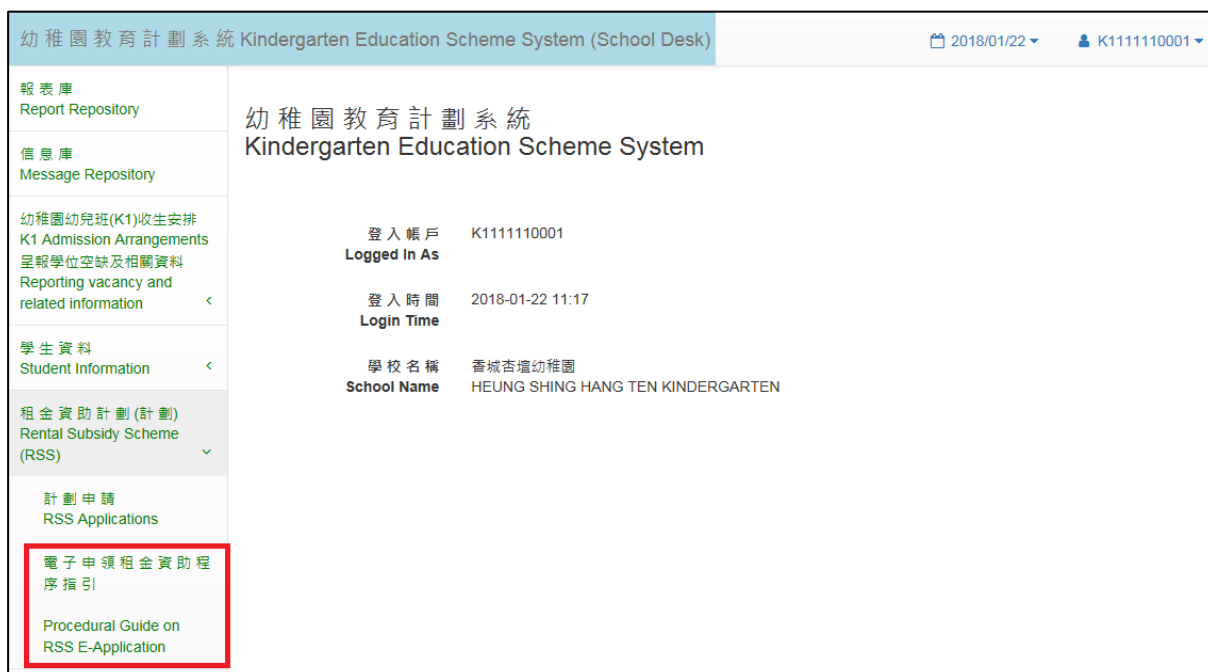 幼稚園教育計劃系統 Kindergarten Education Scheme System (School Desk)
2018/01/22
K1111110001
報表庫
Report Repository
信息庫
Message Repository
幼稚園幼兒班(K1)收生安排
K1 Admission Arrangements
呈報學位空缺及相關資料
Reporting vacancy and
related information
學生資料
Student Information
租金資助計劃(計劃)
Rental Subsidy Scheme
(RSS)
計劃申請
RSS Applications
電子申領租金資助程
序指引
Procedural Guide on
RSS E-Application
幼稚園教育計劃系統
Kindergarten Education Scheme System
登入帳戶 K1111110001
Logged In As
登入時間 2018-01-22 11:17
Login Time
學校名稱 香城杏壇幼稚園
School Name HEUNG SHING HANG TEN KINDERGARTEN